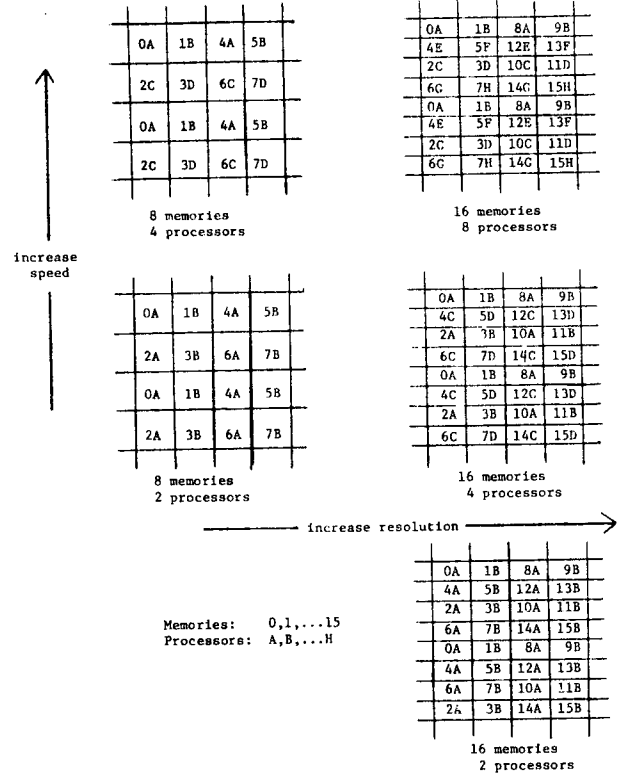 0A 1B 4A 5B
2C 3D 6C 7D
0A 1B 4A 5B
2C 3D 6C 7D
8 memories
4 processors
0A 1B 8A 9B
4E 5F 12E 13F
2C 3D 10C 11D
6G 7H 14G 15H
0A 1B 8A 9B
4E 5F 12E 13F
2C 3D 10C 11D
6G 7H 14G 15H
16 memories
8 processors
increase
speed
0A 1B 4A 5B
2A 3B 6A 7B
0A 1B 4A 5B
2A 3B 6A 7B
8 memories
2 processors
0A 1B 8A 9B
4C 5D 12C 13D
2A 3B 10A 11B
6C 7D 14C 15D
0A 1B 8A 9B
4C 5D 12C 13D
2A 3B 10A 11B
6C 7D 14C 15D
16 memories
4 processors
increase resolution
Memories: 0,1,...15
Processors: A,B,...H
0A 1B 8A 9B
4A 5B 12A 13B
2A 3B 10A 11B
6A 7B 14A 15B
0A 1B 8A 9B
4A 5B 12A 13B
6A 7B 10A 11B
2A 3B 14A 15B
16 memories
2 processors